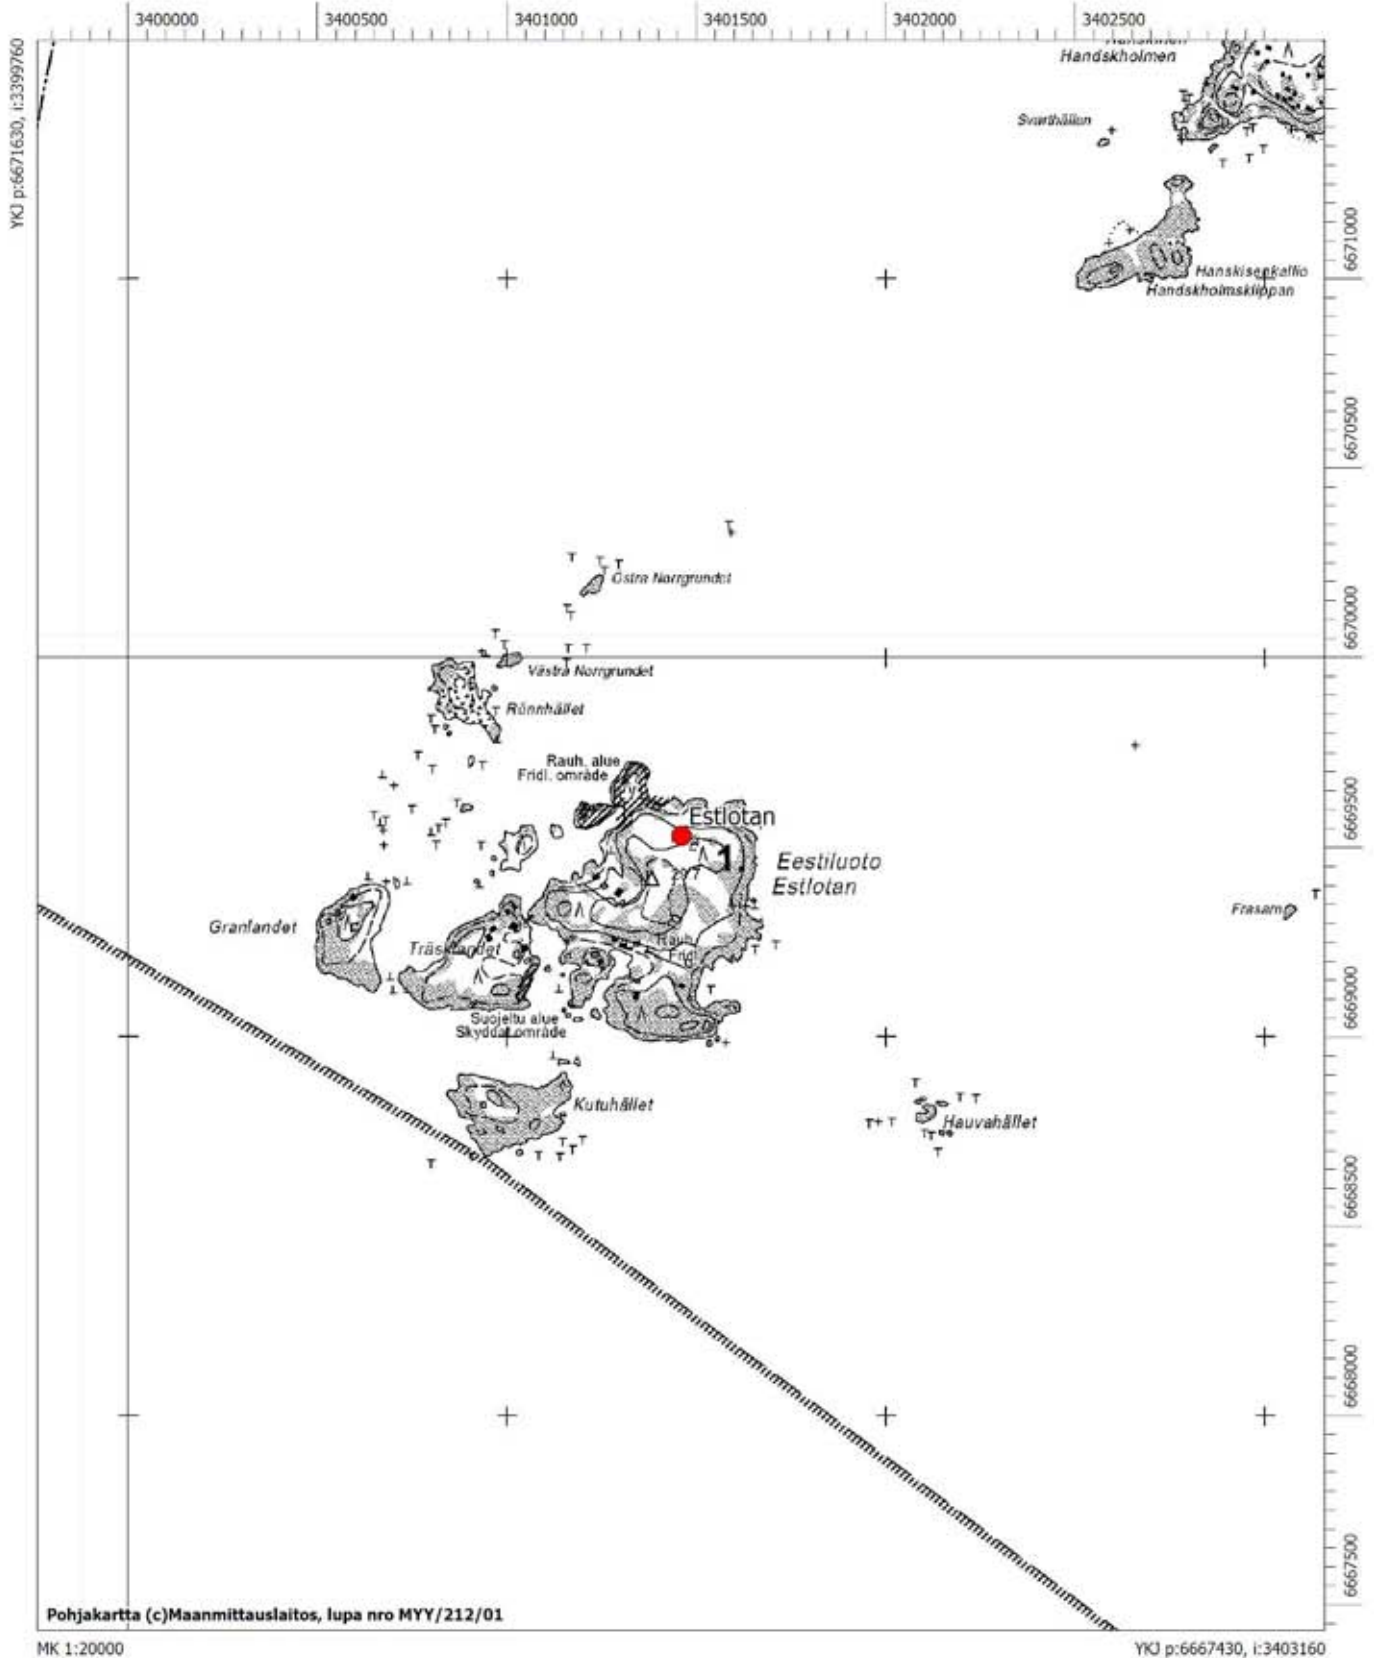 3400000 3400500 3401000 3401500 3402000 3402500
YKJ p:6671630, i:3399760
Handskholmen
Svarthällan
6671000
Hanskisenkallio
Handskholmsklippan
6670500
Östra Norrgrundet
6670000
Västra Norrgrundet
Rönnhället
Rauh. alue
Fridl. område
6669500
Estlotan
1
Eestiluoto
Estlotan
Granlandet
Träsklandet
Rauh.
Fridl.
6669000
Suojeltu alue
Skyddat område
Kutuhället
Hauvahället
6668500
6668000
6667500
Pohjakartta (c)Maanmittauslaitos, lupa nro MYY/212/01
MK 1:20000
YKJ p:6667430, i:3403160